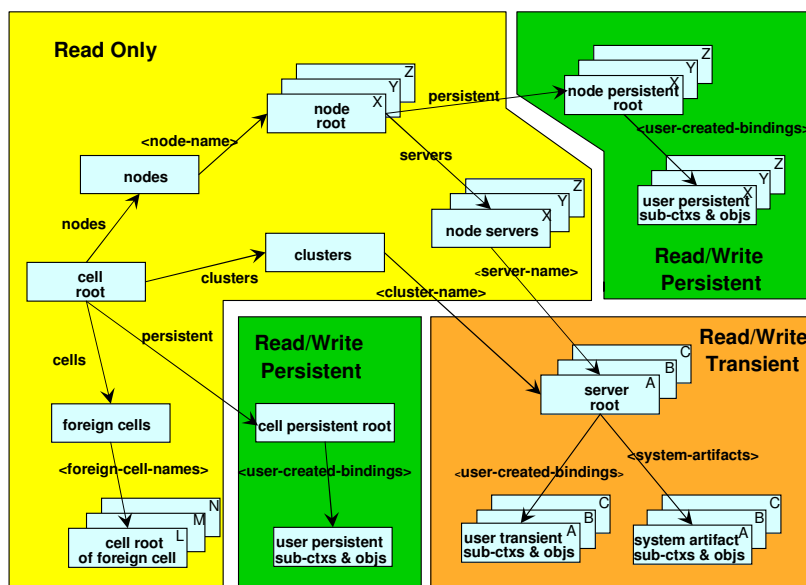 Read Only
Z
Y
X
node
root
persistent
Z
Y
X
node persistent
root
<node-name>
servers
<user-created-bindings>
nodes
Z
Y
X
node servers
Z
Y
X
user persistent
sub-ctxs & objs
nodes
clusters
clusters
<server-name>
Read/Write
Persistent
cell
root
<cluster-name>
persistent
cells
Read/Write
Persistent
Read/Write
Transient
C
B
A
server
root
foreign cells
cell persistent root
<foreign-cell-names>
<user-created-bindings>
<user-created-bindings>
<system-artifacts>
N
M
L
cell root
of foreign cell
user persistent
sub-ctxs & objs
C
B
A
user transient
sub-ctxs & objs
C
B
A
system artifact
sub-ctxs & objs